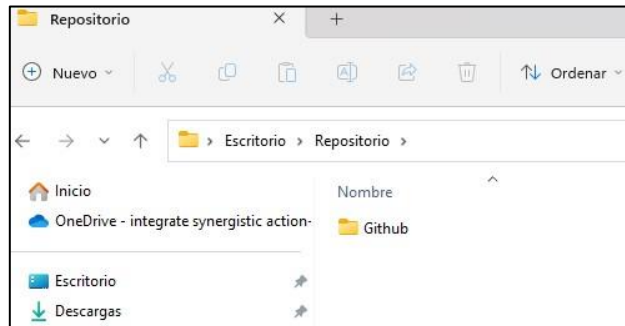 Repositorio
Nuevo
Ordenar
Escritorio > Repositorio >
Inicio
Nombre
OneDrive - integrate synergistic action-
Github
Escritorio
Descargas